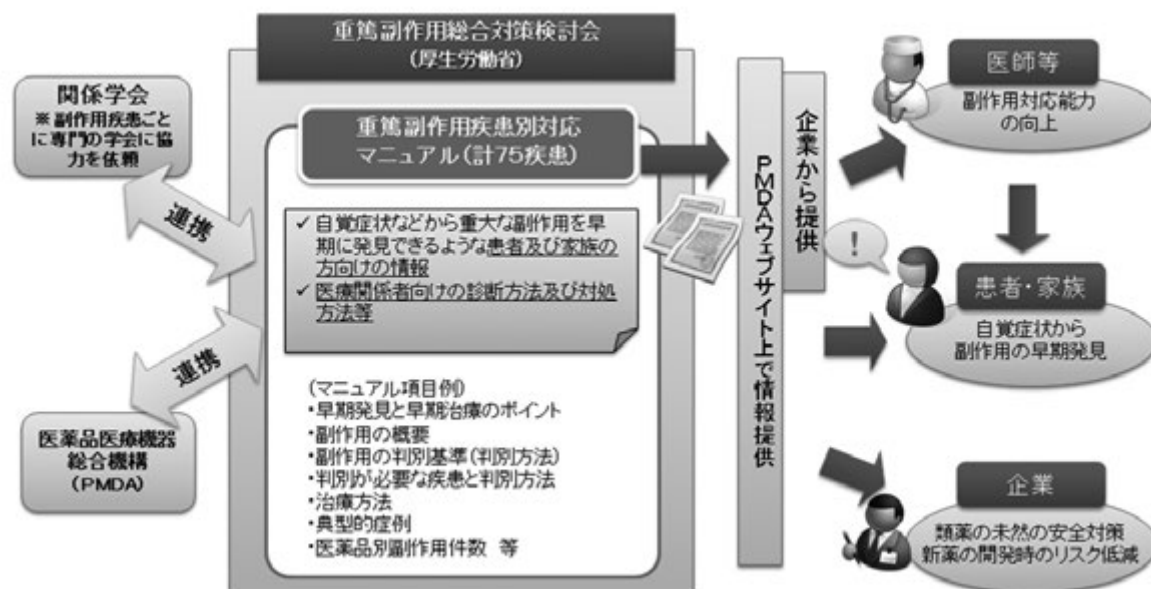 重篤副作用総合対策検討会
(厚生労働省)
関係学会
※副作用疾患ごと
に専門の学会に協
力を依頼
連携
連携
医薬品医療機器
総合機構
(PMDA)
重篤副作用疾患別対応
マニュアル(計75疾患)
✓ 自覚症状などから重大な副作用を早
期に発見できるような患者及び家族の
方向けの情報
✓ 医療関係者向けの診断方法及び対処
方法等
(マニュアル項目例)
・早期発見と早期治療のポイント
・副作用の概要
・副作用の判別基準(判別方法)
・判別が必要な疾患と判別方法
・治療方法
・典型的症例
・医薬品別副作用件数 等
PMDAウェブサイト上で情報提供
企業から提供
医師等
副作用対応能力
の向上
!
患者・家族
自覚症状から
副作用の早期発見
企業
類薬の未然の安全対策
新薬の開発時のリスク低減